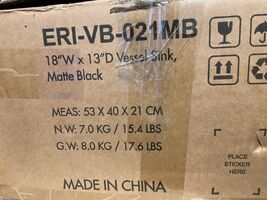 ERI-VB-021MB
18"W x 13"D Vessel Sink,
Matte Black
MEAS: 53 X 40 X 21 CM
N.W: 7.0 KG / 15.4 LBS
G.W: 8.0 KG / 17.6 LBS
PLACE
STICKER
HERE
MADE IN CHINA